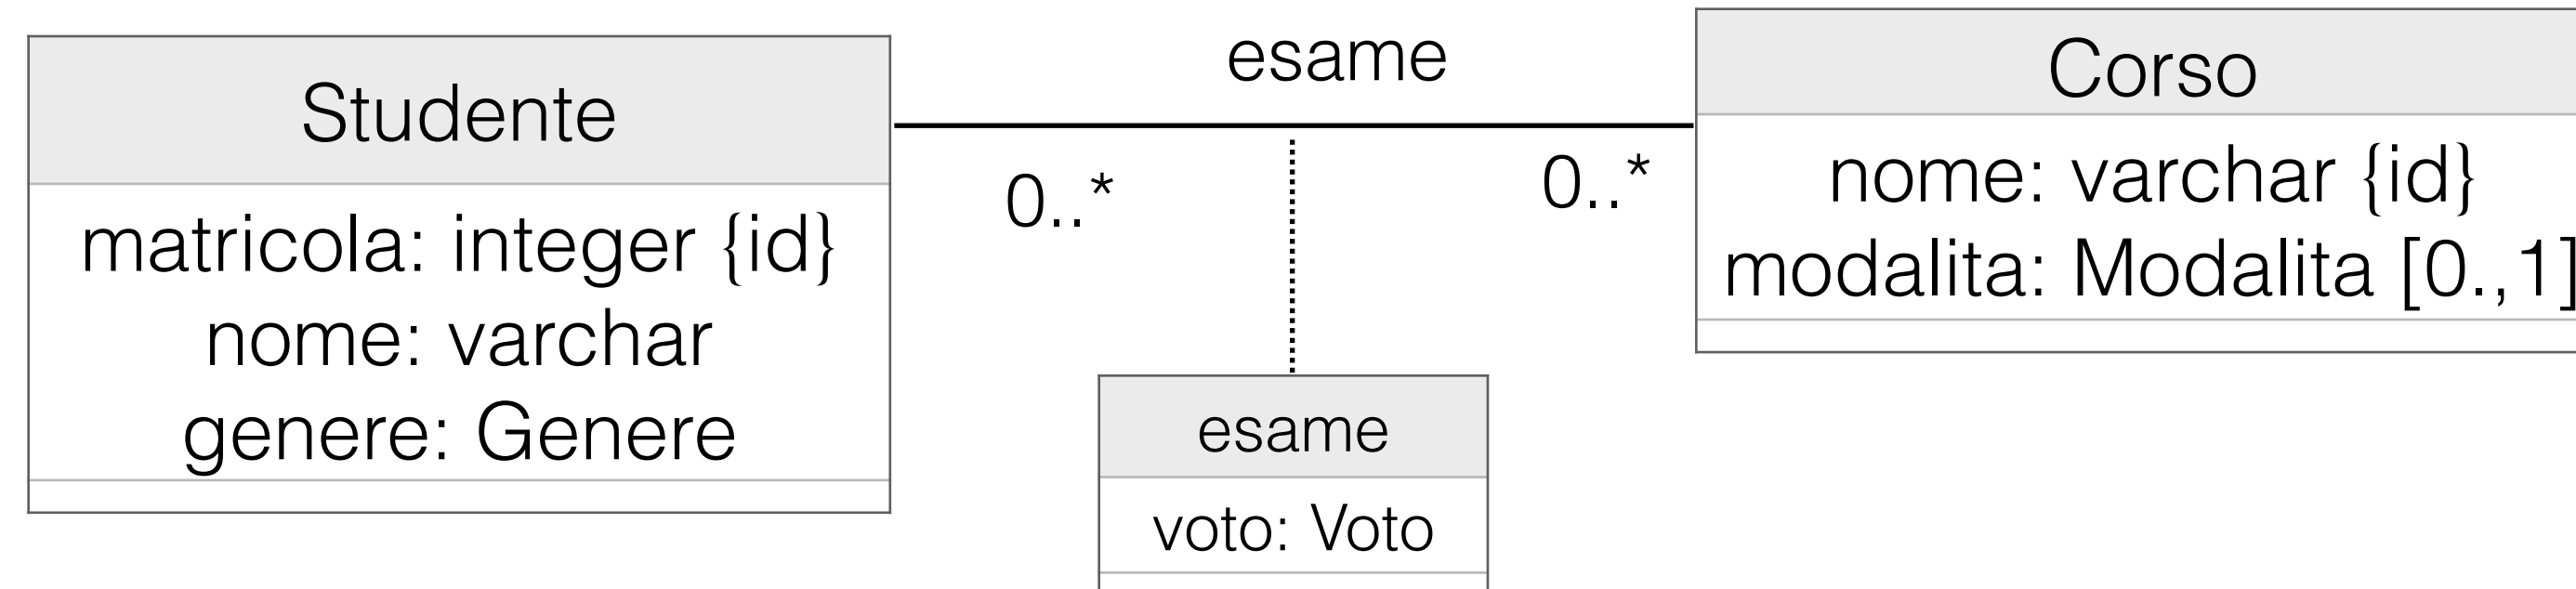 Studente
matricola: integer {id}
nome: varchar
genere: Genere
esame
0..*
0..*
esame
voto: Voto
Corso
nome: varchar {id}
modalita: Modalita [0.,1]